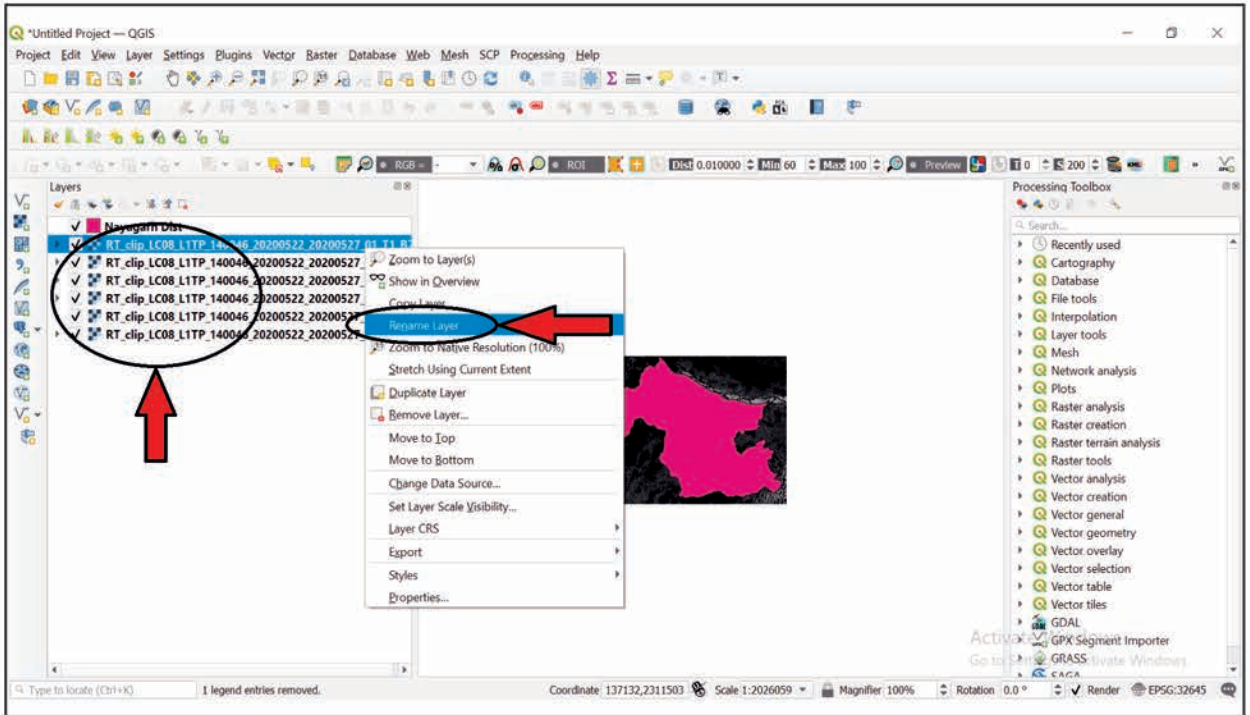 *Untitled Project — QGIS
Project Edit View Layer Settings Plugins Vector Raster Database Web Mesh SCP Processing Help
RGB = -
ROI
Dist 0.010000 Min 60 Max 100
Preview
T 0 S 200
Layers
Nayagarh Dist
RT_clip_LC08_L1TP_140046_20200522_20200527_01_T1_B7
RT_clip_LC08_L1TP_140046_20200522_20200527_
RT_clip_LC08_L1TP_140046_20200522_20200527_
RT_clip_LC08_L1TP_140046_20200522_20200527_
RT_clip_LC08_L1TP_140046_20200522_20200527_
RT_clip_LC08_L1TP_140046_20200522_20200527_
Zoom to Layer(s)
Show in Overview
Copy Layer
Rename Layer
Zoom to Native Resolution (100%)
Stretch Using Current Extent
Duplicate Layer
Remove Layer...
Move to Top
Move to Bottom
Change Data Source...
Set Layer Scale Visibility...
Layer CRS
Export
Styles
Properties...
Processing Toolbox
Search...
Recently used
Cartography
Database
File tools
Interpolation
Layer tools
Mesh
Network analysis
Plots
Raster analysis
Raster creation
Raster terrain analysis
Raster tools
Vector analysis
Vector creation
Vector general
Vector geometry
Vector overlay
Vector selection
Vector table
Vector tiles
GDAL
GPX Segment Importer
GRASS
SAGA
Activate Windows
Go to Settings to activate Windows.
Type to locate (Ctrl+K) 1 legend entries removed. Coordinate 137132,2311503 Scale 1:2026059 Magnifier 100% Rotation 0.0 ° Render EPSG:32645